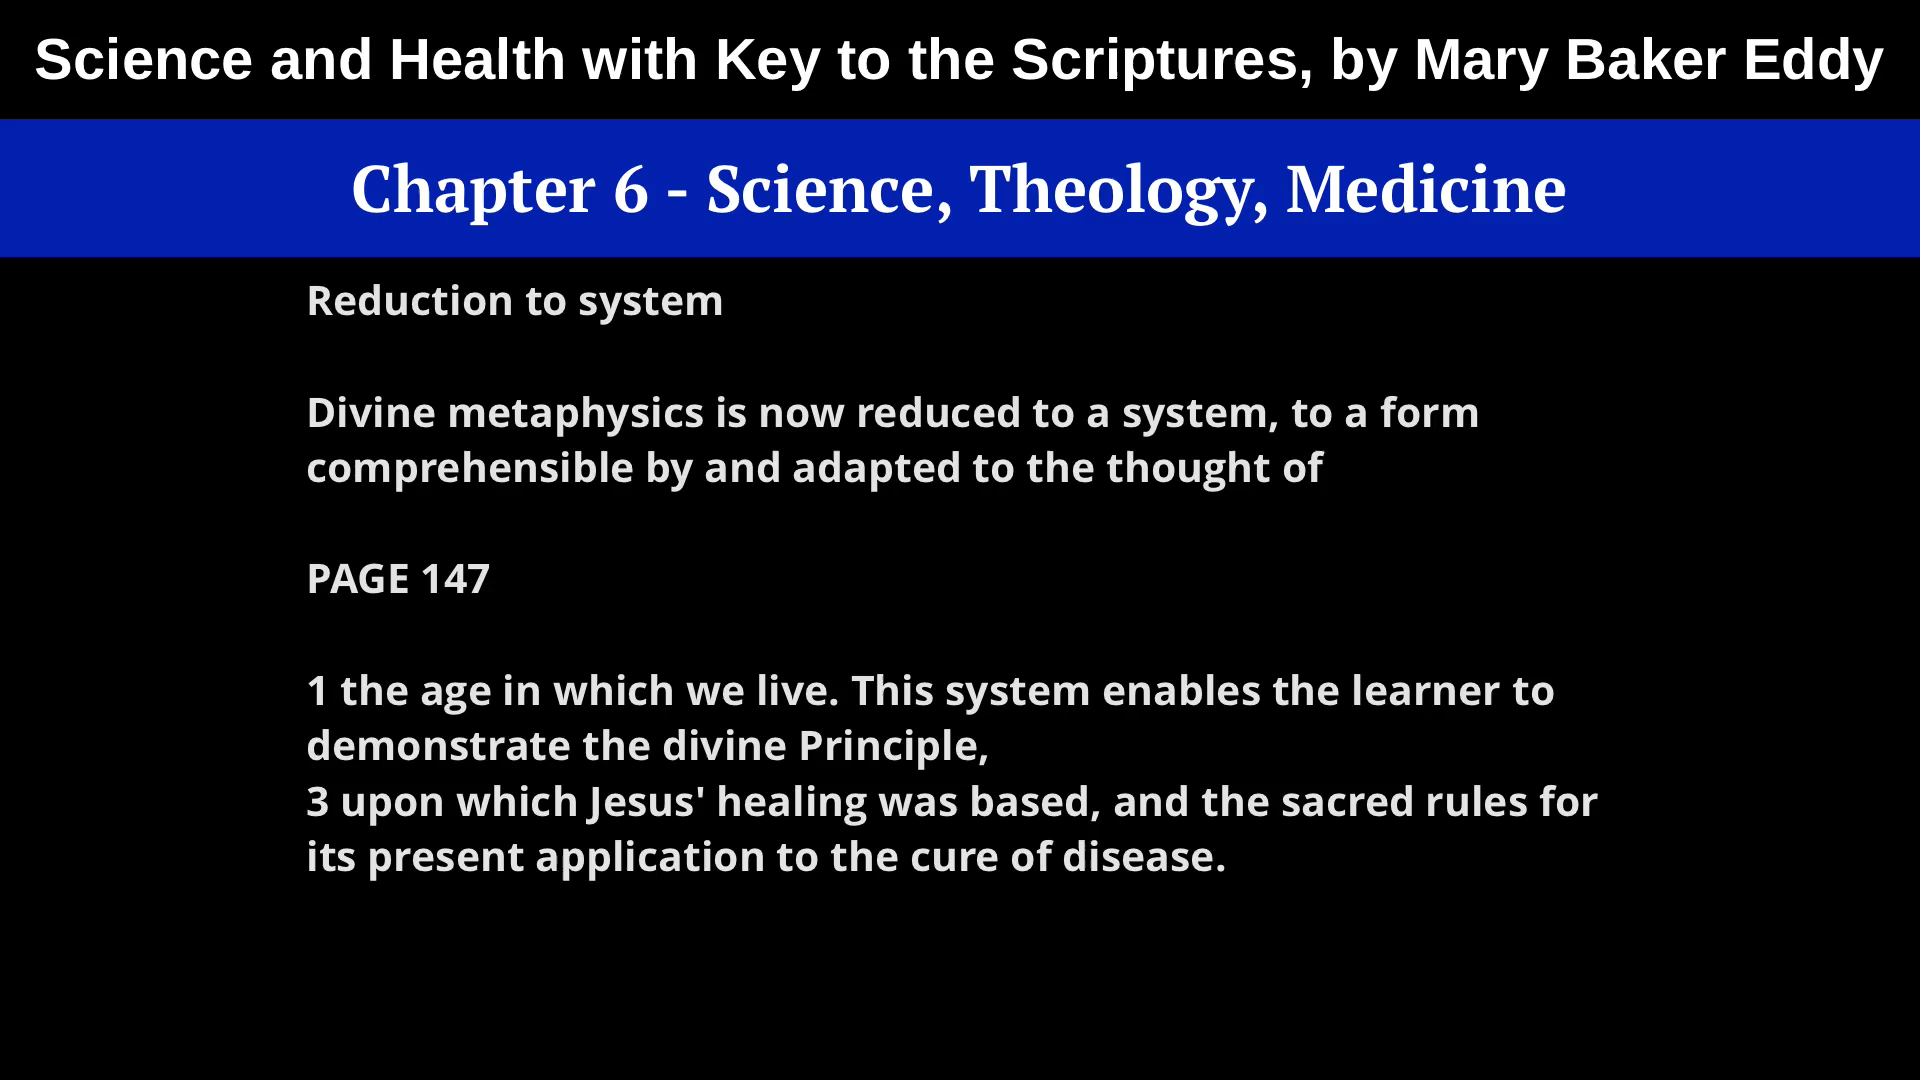 Science and Health with Key to the Scriptures, by Mary Baker Eddy
Chapter 6 - Science, Theology, Medicine
Reduction to system
Divine metaphysics is now reduced to a system, to a form
comprehensible by and adapted to the thought of
PAGE 147
1 the age in which we live. This system enables the learner to
demonstrate the divine Principle,
3 upon which Jesus' healing was based, and the sacred rules for
its present application to the cure of disease.